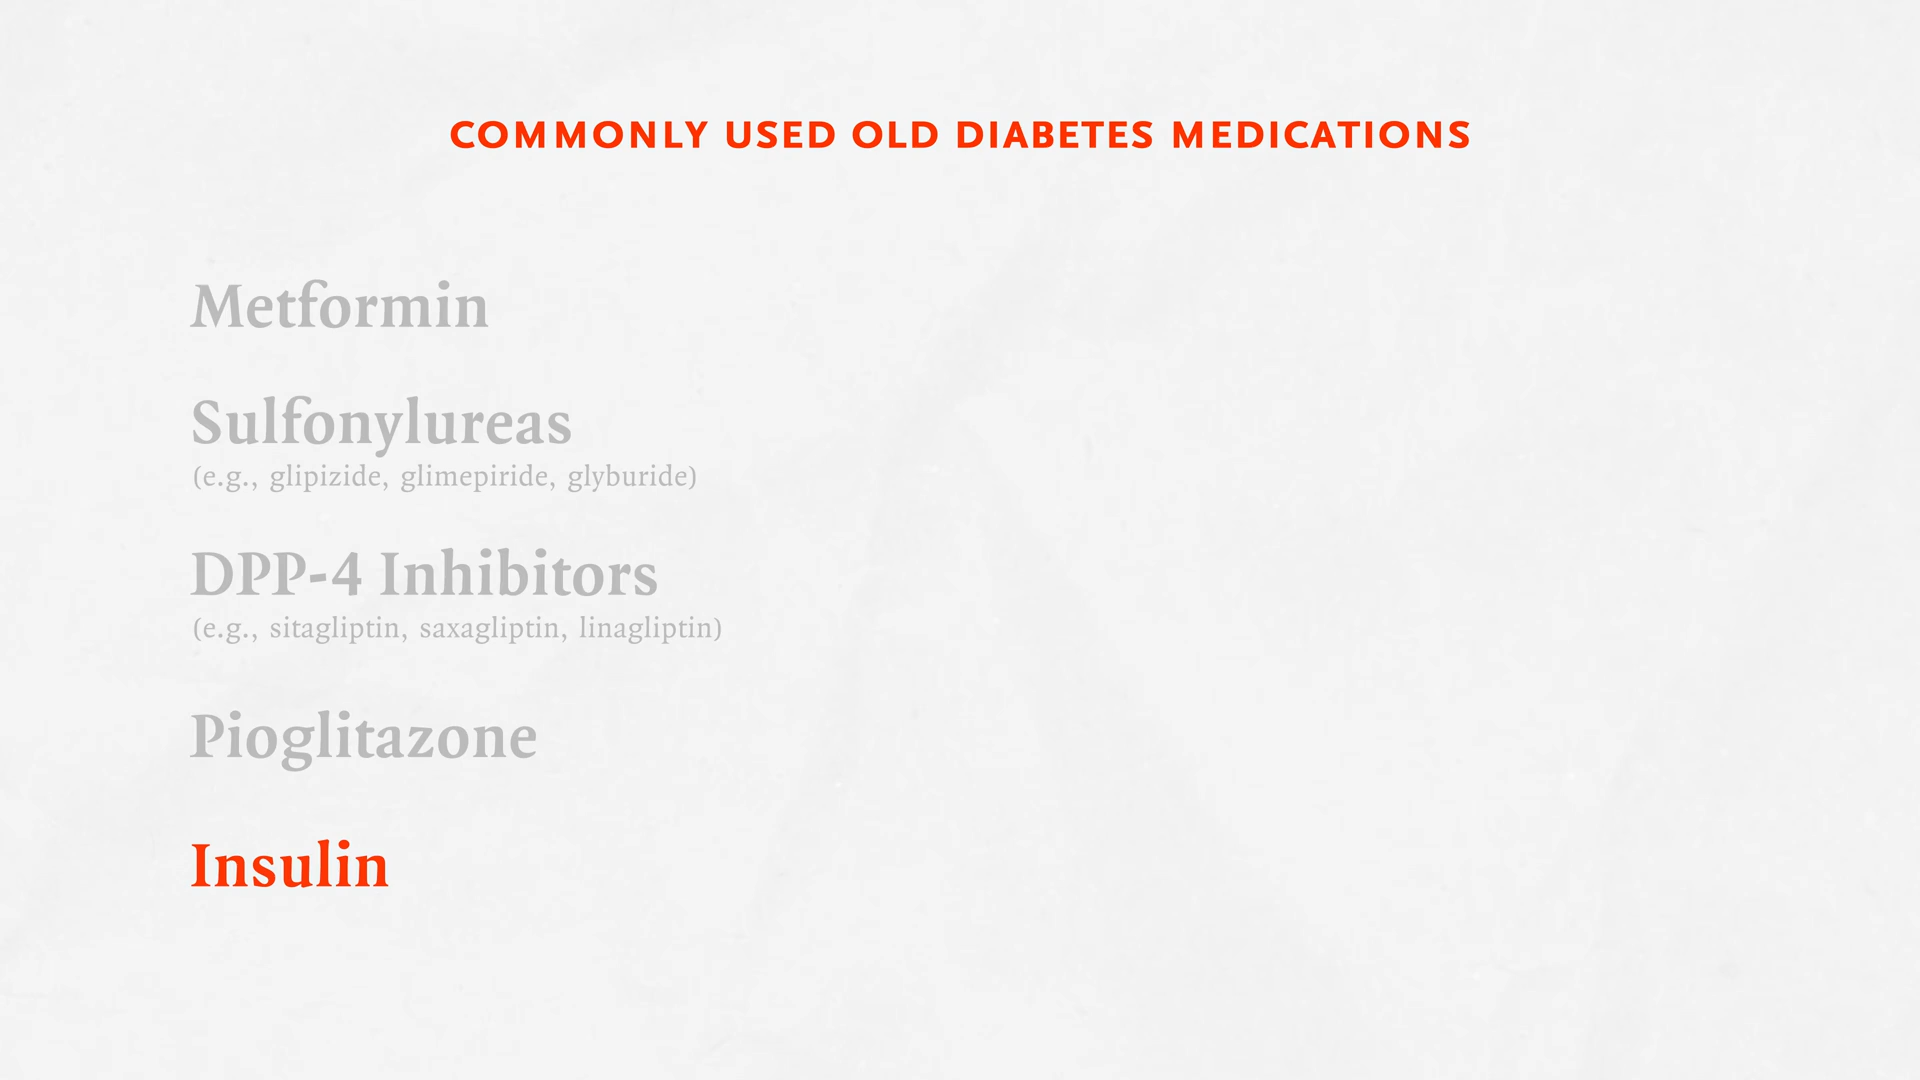 COMMONLY USED OLD DIABETES MEDICATIONS
Metformin
Sulfonylureas
(e.g., glipizide, glimepiride, glyburide)
DPP-4 Inhibitors
(e.g., sitagliptin, saxagliptin, linagliptin)
Pioglitazone
Insulin